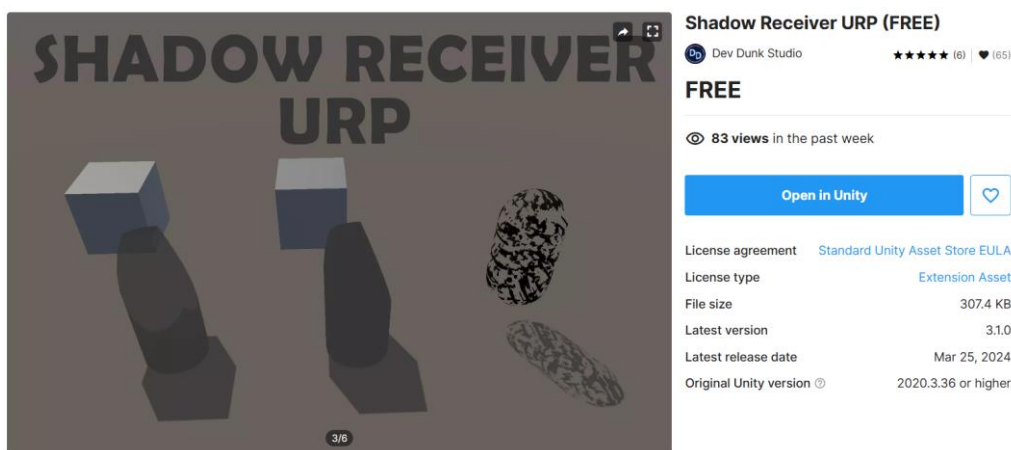 SHADOW RECEIVER
URP
3/6
Shadow Receiver URP (FREE)
DD Dev Dunk Studio ★★★★★ (6) ♥ (65)
FREE
83 views in the past week
Open in Unity
License agreement Standard Unity Asset Store EULA
License type Extension Asset
File size 307.4 KB
Latest version 3.1.0
Latest release date Mar 25, 2024
Original Unity version ? 2020.3.36 or higher